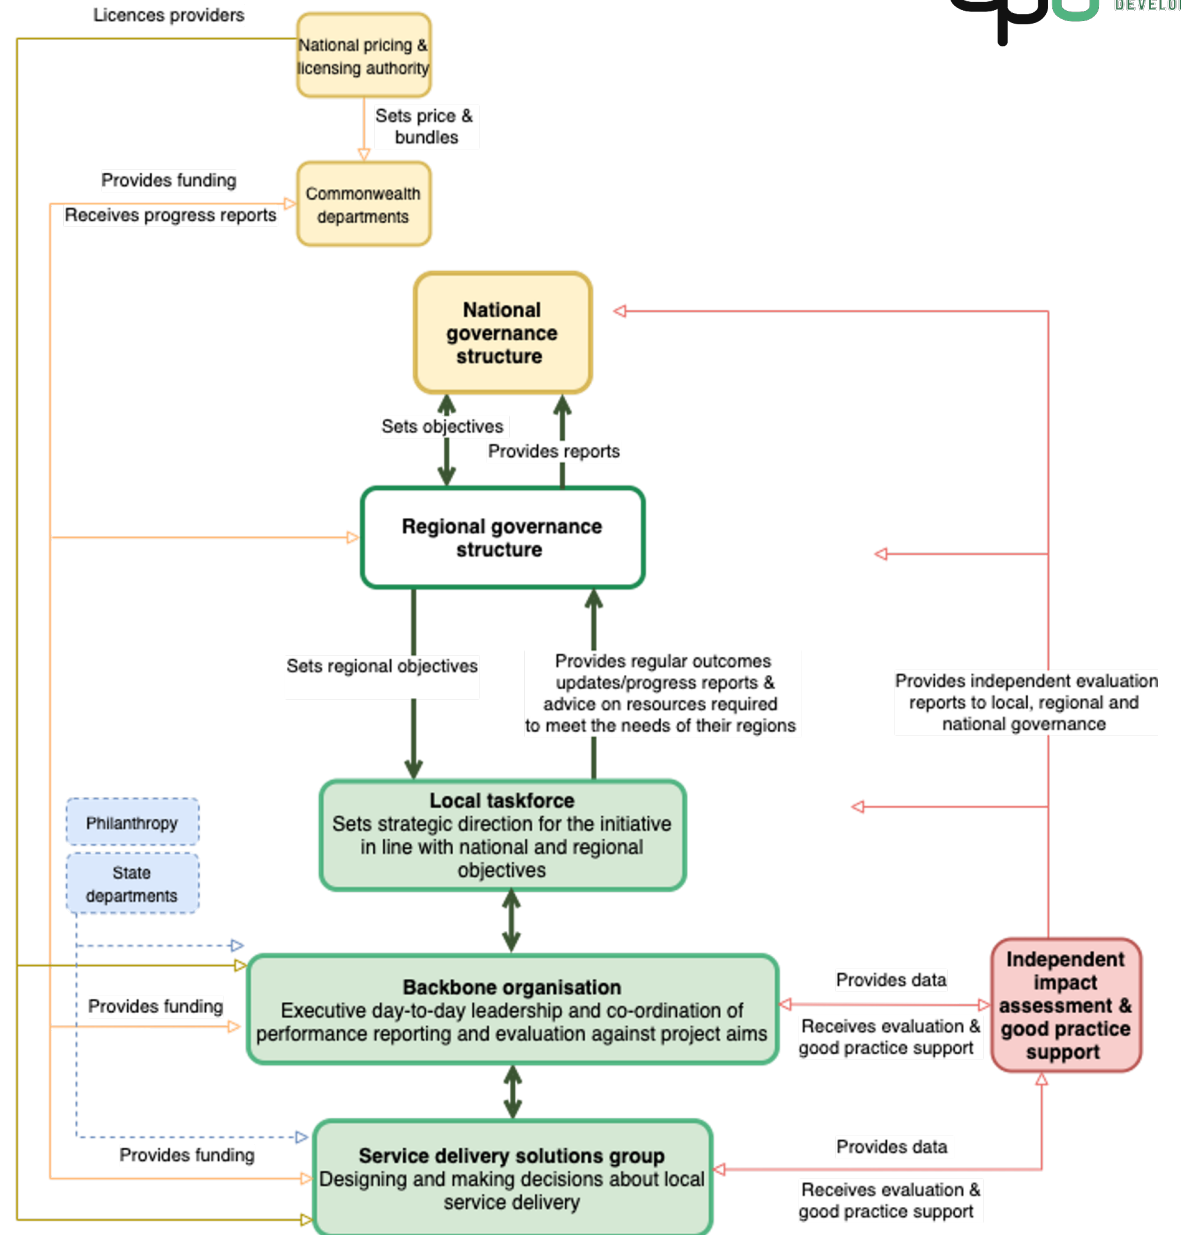 Licences providers
DEVELO
National pricing &
licensing authority
Sets price &
bundles
Provides funding
Receives progress reports
Commonwealth
departments
National
governance
structure
Sets objectives
Provides reports
Regional governance
structure
Sets regional objectives
Provides regular outcomes
updates/progress reports &
advice on resources required
to meet the needs of their regions
Provides independent evaluation
reports to local, regional and
national governance
Local taskforce
Sets strategic direction for the initiative
in line with national and regional
objectives
Philanthropy
State
departments
Backbone organisation
Executive day-to-day leadership and co-ordination of
performance reporting and evaluation against project aims
Provides funding
Provides data
Receives evaluation &
good practice support
Independent
impact
assessment &
good practice
support
Service delivery solutions group
Designing and making decisions about local
service delivery
Provides funding
Provides data
Receives evaluation &
good practice support